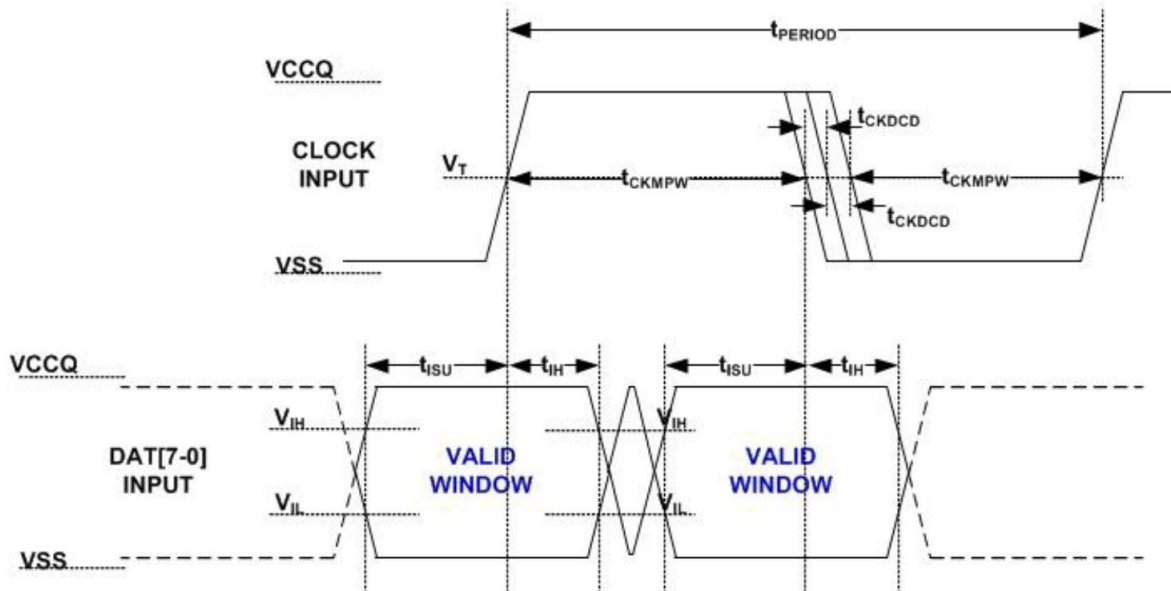 tPERIOD
VCCQ
tCKDCD
CLOCK
INPUT
VT
tCKMPW
tCKMPW
tCKDCD
VSS
VCCQ
tISU
tIH
tISU
tIH
VIH
VIH
DAT[7-0]
INPUT
VALID
WINDOW
VALID
WINDOW
VIL
VIL
VSS